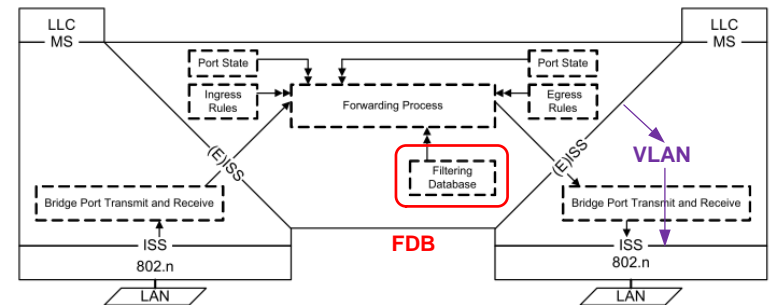 LLC
MS
LLC
MS
Port State
Port State
Ingress
Rules
Forwarding Process
Egress
Rules
(E)ISS
(E)ISS
VLAN
Filtering
Database
Bridge Port Transmit and Receive
Bridge Port Transmit and Receive
FDB
ISS
ISS
802.n
802.n
LAN
LAN